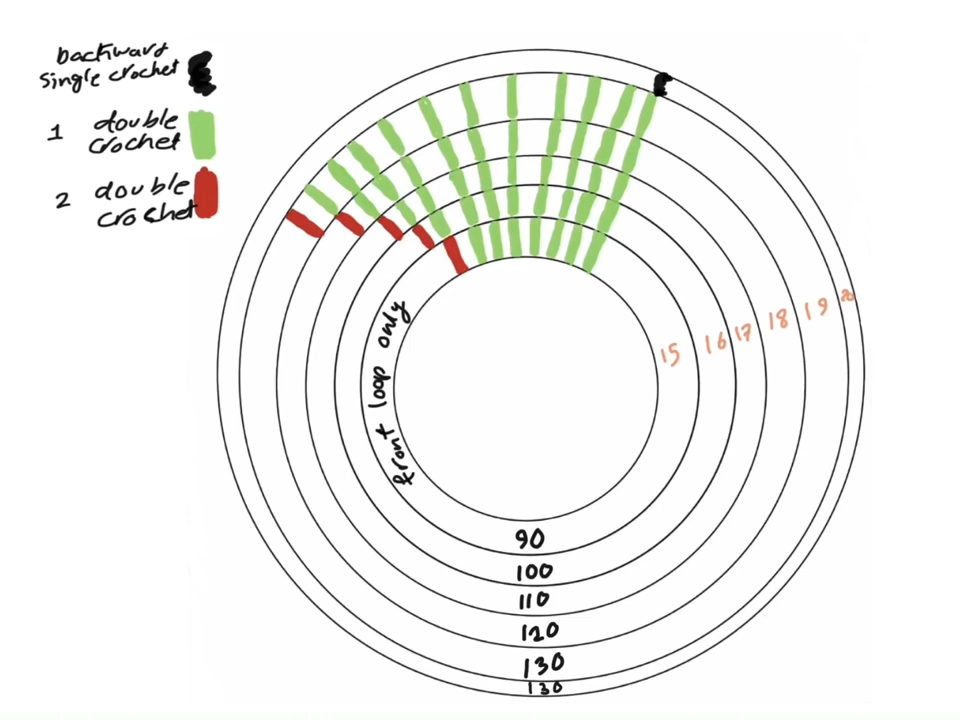 backward
single crochet
1 double
crochet
2 double
crochet
front loop only
15 16 17 18 19 20
90
100
110
120
130
130